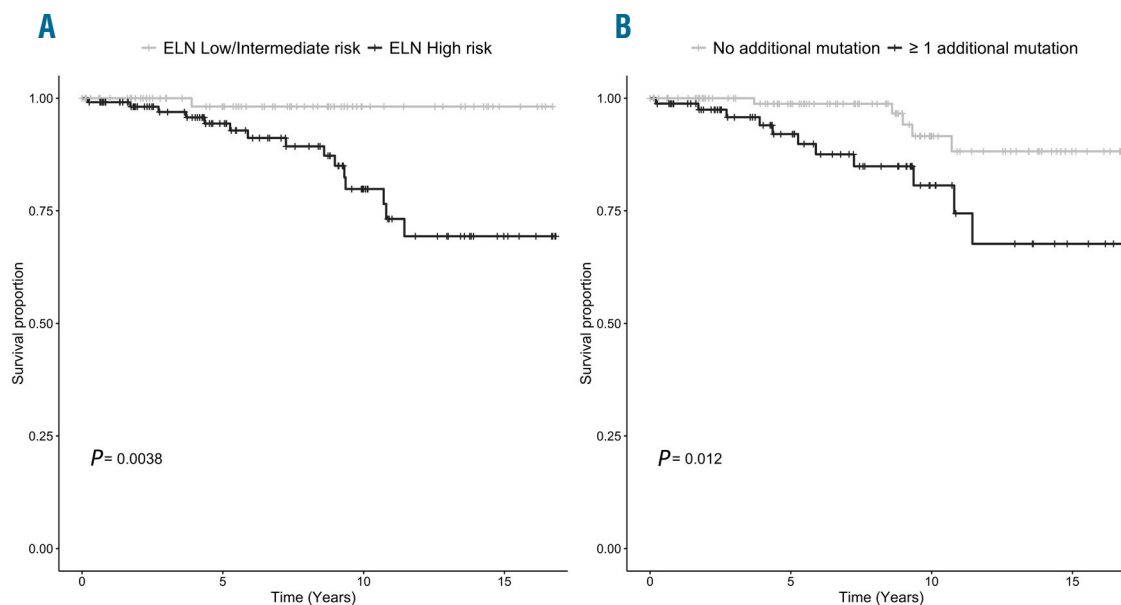 A
ELN Low/Intermediate risk ELN High risk
1.00
0.75
0.50
0.25
0.00
Survival proportion
P = 0.0038
0 5 10 15
Time (Years)
B
No additional mutation ≥ 1 additional mutation
1.00
0.75
0.50
0.25
0.00
Survival proportion
P = 0.012
0 5 10 15
Time (Years)